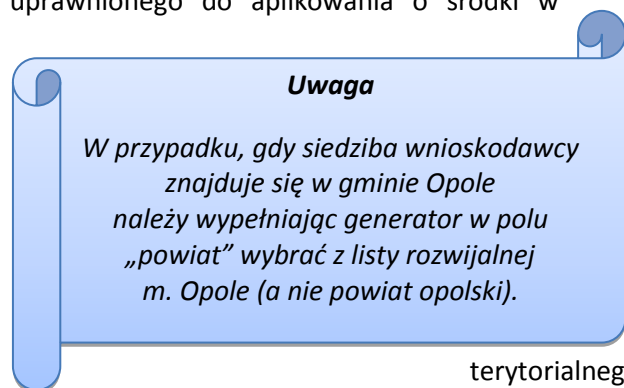 uprawnionego do aplikowania o środki w
Uwaga
W przypadku, gdy siedziba wnioskodawcy
znajduje się w gminie Opole
należy wypełniając generator w polu
„powiat” wybrać z listy rozwijalnej
m. Opole (a nie powiat opolski).
terytorialneg